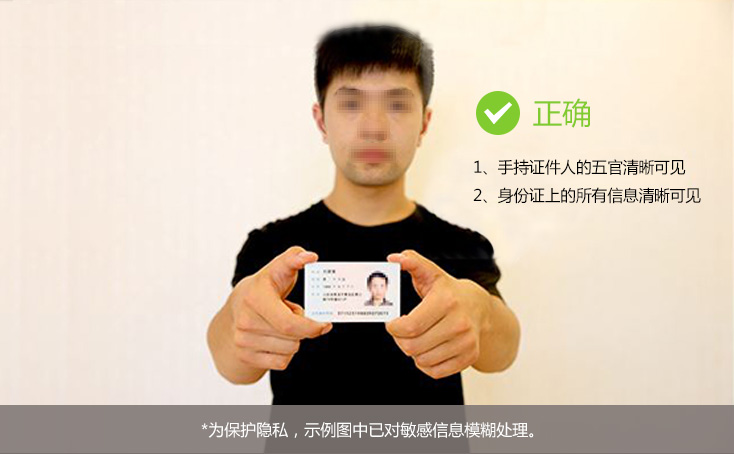 正确
1、手持证件人的五官清晰可见
2、身份证上的所有信息清晰可见
*为保护隐私，示例图中已对敏感信息模糊处理。